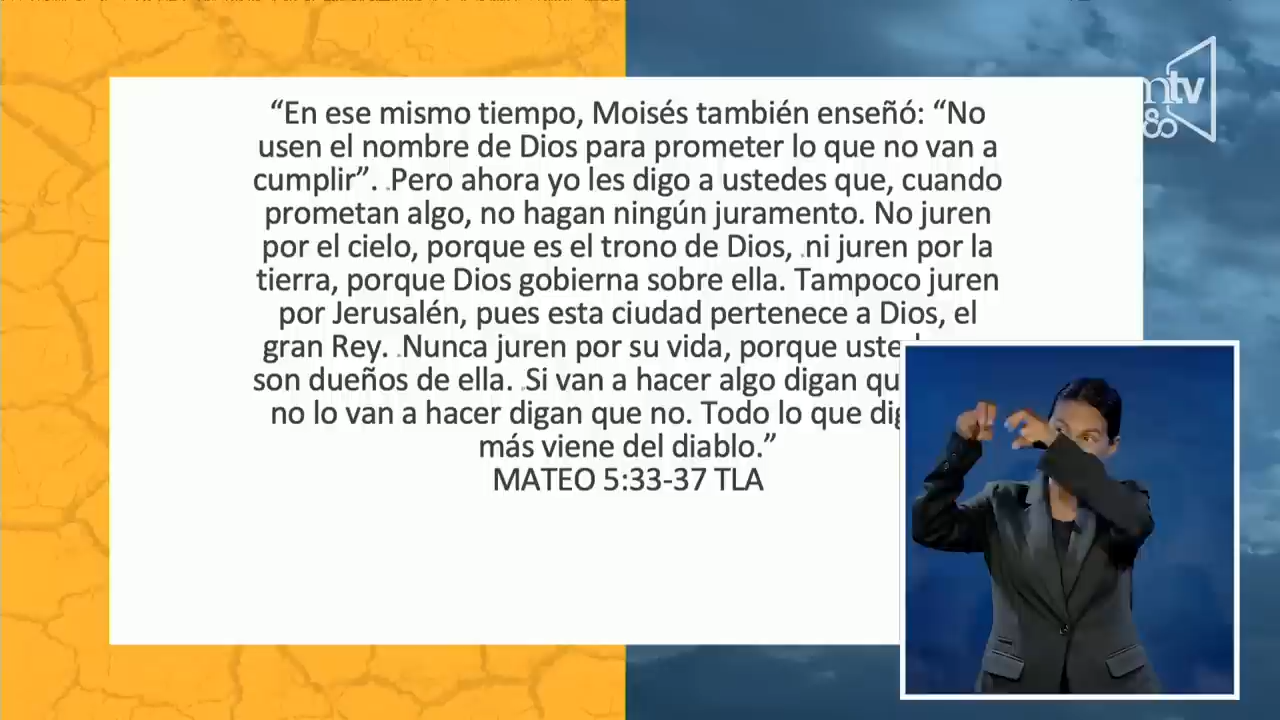 “En ese mismo tiempo, Moisés también enseñó: “No
usen el nombre de Dios para prometer lo que no van a
cumplir”. .Pero ahora yo les digo a ustedes que, cuando
prometan algo, no hagan ningún juramento. No juren
por el cielo, porque es el trono de Dios, .ni juren por la
tierra, porque Dios gobierna sobre ella. Tampoco juren
por Jerusalén, pues esta ciudad pertenece a Dios, el
gran Rey. .Nunca juren por su vida, porque
son dueños de ella. .Si van a hacer algo digan
no lo van a hacer digan que no. Todo lo que
más viene del diablo.”
MATEO 5:33-37 TLA
tv